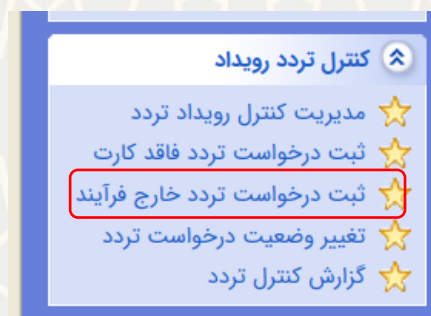 کنترل تردد رویداد
مدیریت کنترل رویداد تردد
ثبت درخواست تردد فاقد کارت
ثبت درخواست تردد خارج فرآیند
تغییر وضعیت درخواست تردد
گزارش کنترل تردد